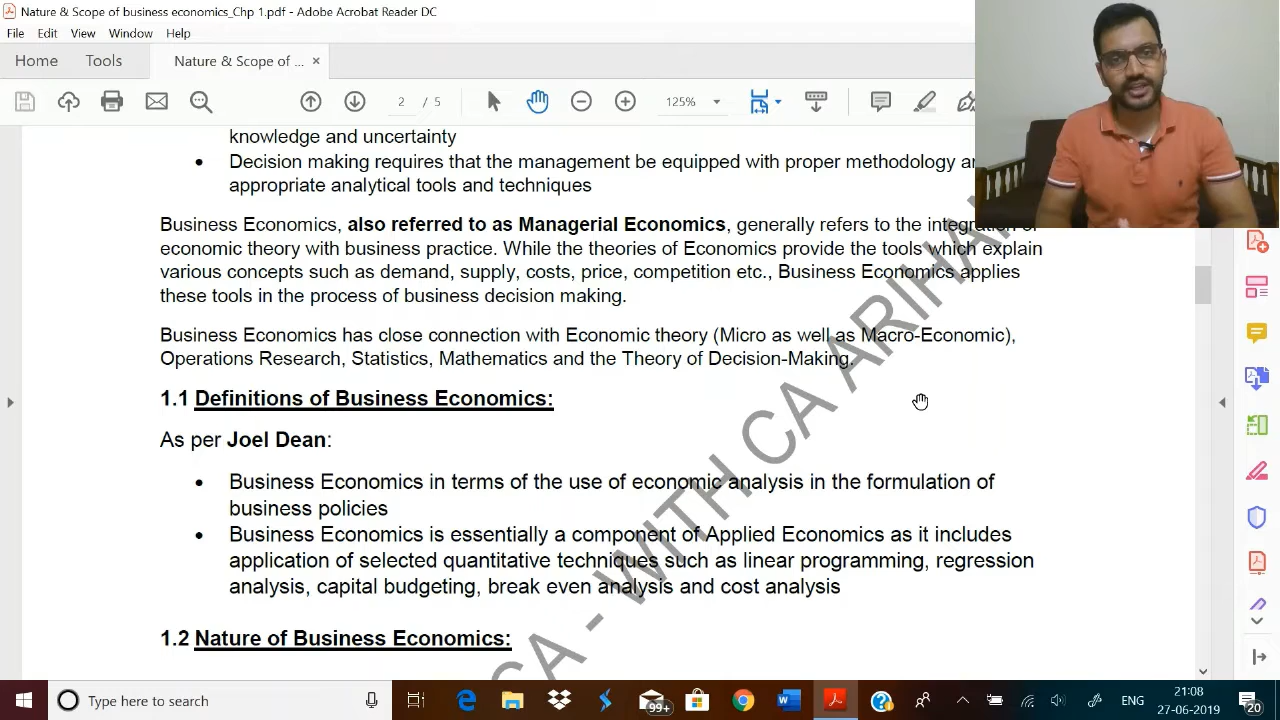 Nature & Scope of business economics_Chp 1.pdf - Adobe Acrobat Reader DC
File Edit View Window Help
Home Tools Nature & Scope of ... ×
2 / 5 125%
knowledge and uncertainty
• Decision making requires that the management be equipped with proper methodology
appropriate analytical tools and techniques
Business Economics, also referred to as Managerial Economics, generally refers to the integration
economic theory with business practice. While the theories of Economics provide the tools which explain
various concepts such as demand, supply, costs, price, competition etc., Business Economics applies
these tools in the process of business decision making.
Business Economics has close connection with Economic theory (Micro as well as Macro-Economic),
Operations Research, Statistics, Mathematics and the Theory of Decision-Making.
1.1 Definitions of Business Economics:
As per Joel Dean:
• Business Economics in terms of the use of economic analysis in the formulation of
business policies
• Business Economics is essentially a component of Applied Economics as it includes
application of selected quantitative techniques such as linear programming, regression
analysis, capital budgeting, break even analysis and cost analysis
1.2 Nature of Business Economics:
CA - WITH CA ARIHAN
Type here to search
99+
ENG
21:08
27-06-2019
20